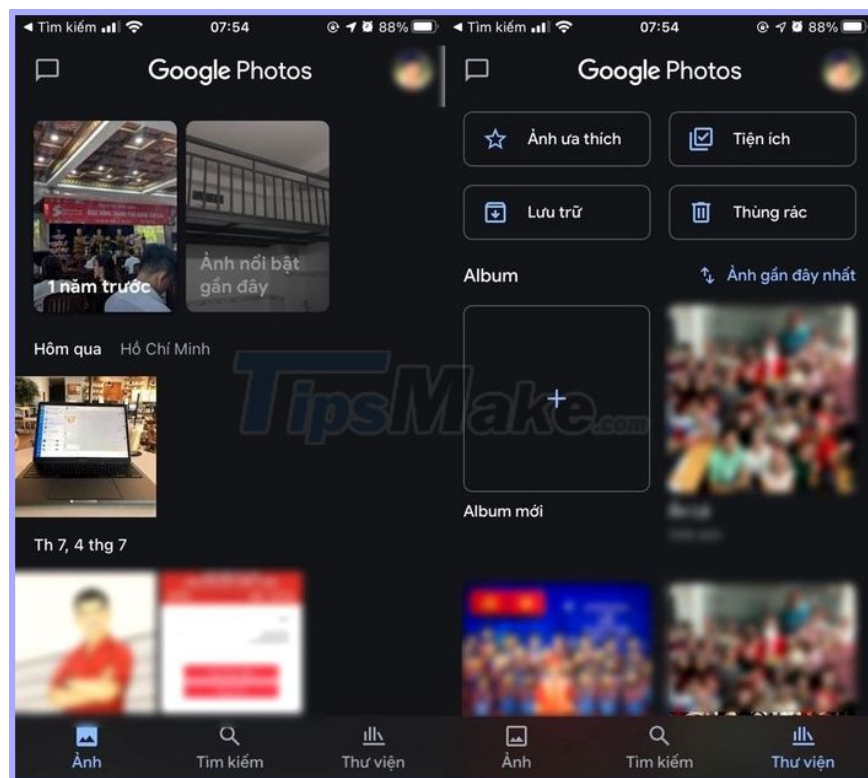 Tìm kiếm
07:54
88%
Google Photos
1 năm trước
Ảnh nổi bật
gần đây
Hôm qua Hồ Chí Minh
Th 7, 4 thg 7
Ảnh
Tìm kiếm
Thư viện
Tìm kiếm
07:54
88%
Google Photos
Ảnh ưa thích
Tiện ích
Lưu trữ
Thùng rác
Album
Ảnh gần đây nhất
Album mới
Ảnh
Tìm kiếm
Thư viện
TipsMake.com